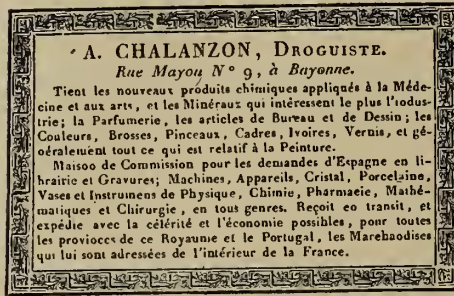 A. CHALANZON, DROGUISTE.
Rue Mayou N° 9, à Bayonne.
Tient les nouveaux produits chimiques appliqués à la Méde-
cine et aux arts, et les Minéraux qui intéressent le plus l'indus-
trie; la Parfumerie, les articles de Bureau et de Dessin; les
Couleurs, Brosses, Pinceaux, Cadres, Ivoires, Vernis, et gé-
néralement tout ce qui est relatif à la Peinture.
Maison de Commission pour les demandes d'Espagne en li-
brairie et Gravures; Machines, Appareils, Cristal, Porcelaine,
Vases et Instrumens de Physique, Chimie, Pharmacie, Mathé-
matiques et Chirurgie, en tous genres. Reçoit en transit, et
expédie avec la célérité et l'économie possibles, pour toutes
les provinces de ce Royaume et le Portugal, les Marchandises
qui lui sont adressées de l'intérieur de la France.